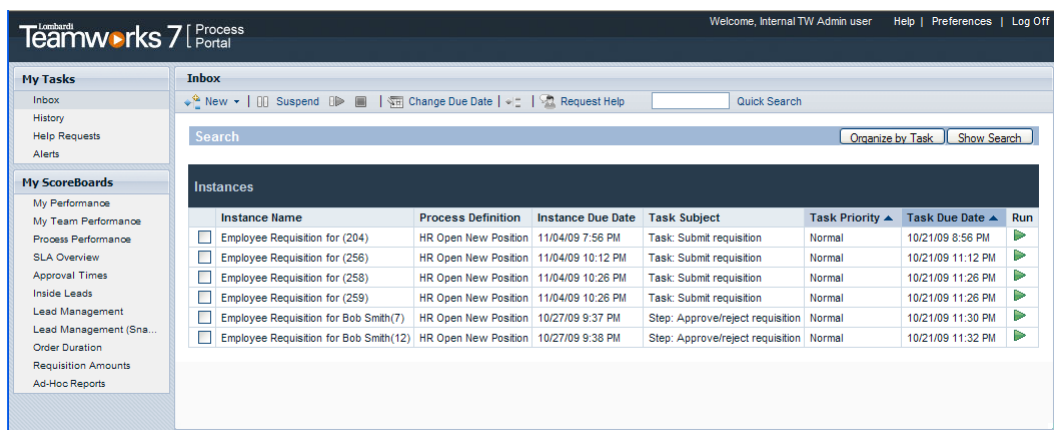 Welcome, Internal TW Admin user Help | Preferences | Log Off
Lombardi
Teamworks 7 [ Process Portal
My Tasks
Inbox
History
Help Requests
Alerts
My ScoreBoards
My Performance
My Team Performance
Process Performance
SLA Overview
Approval Times
Inside Leads
Lead Management
Lead Management (Sna...
Order Duration
Requisition Amounts
Ad-Hoc Reports
Inbox
New | Suspend | Change Due Date | Request Help Quick Search
Search Organize by Task Show Search
Instances
Instance Name Process Definition Instance Due Date Task Subject Task Priority Task Due Date Run
Employee Requisition for (204) HR Open New Position 11/04/09 7:56 PM Task: Submit requisition Normal 10/21/09 8:56 PM
Employee Requisition for (256) HR Open New Position 11/04/09 10:12 PM Task: Submit requisition Normal 10/21/09 11:12 PM
Employee Requisition for (258) HR Open New Position 11/04/09 10:26 PM Task: Submit requisition Normal 10/21/09 11:26 PM
Employee Requisition for (259) HR Open New Position 11/04/09 10:26 PM Task: Submit requisition Normal 10/21/09 11:26 PM
Employee Requisition for Bob Smith(7) HR Open New Position 10/27/09 9:37 PM Step: Approve/reject requisition Normal 10/21/09 11:30 PM
Employee Requisition for Bob Smith(12) HR Open New Position 10/27/09 9:38 PM Step: Approve/reject requisition Normal 10/21/09 11:32 PM